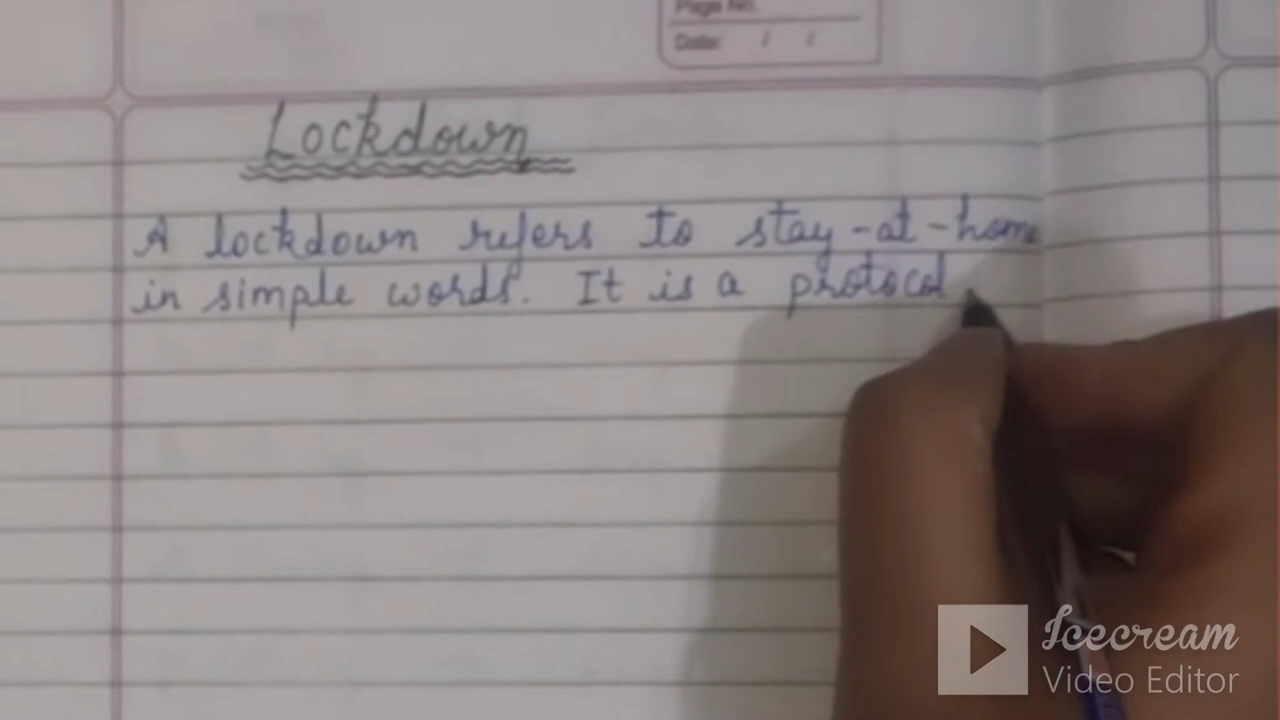 Page No.
Date: / /
Lockdown
A lockdown refers to stay-at-home
in simple words. It is a protocol
Icecream
Video Editor